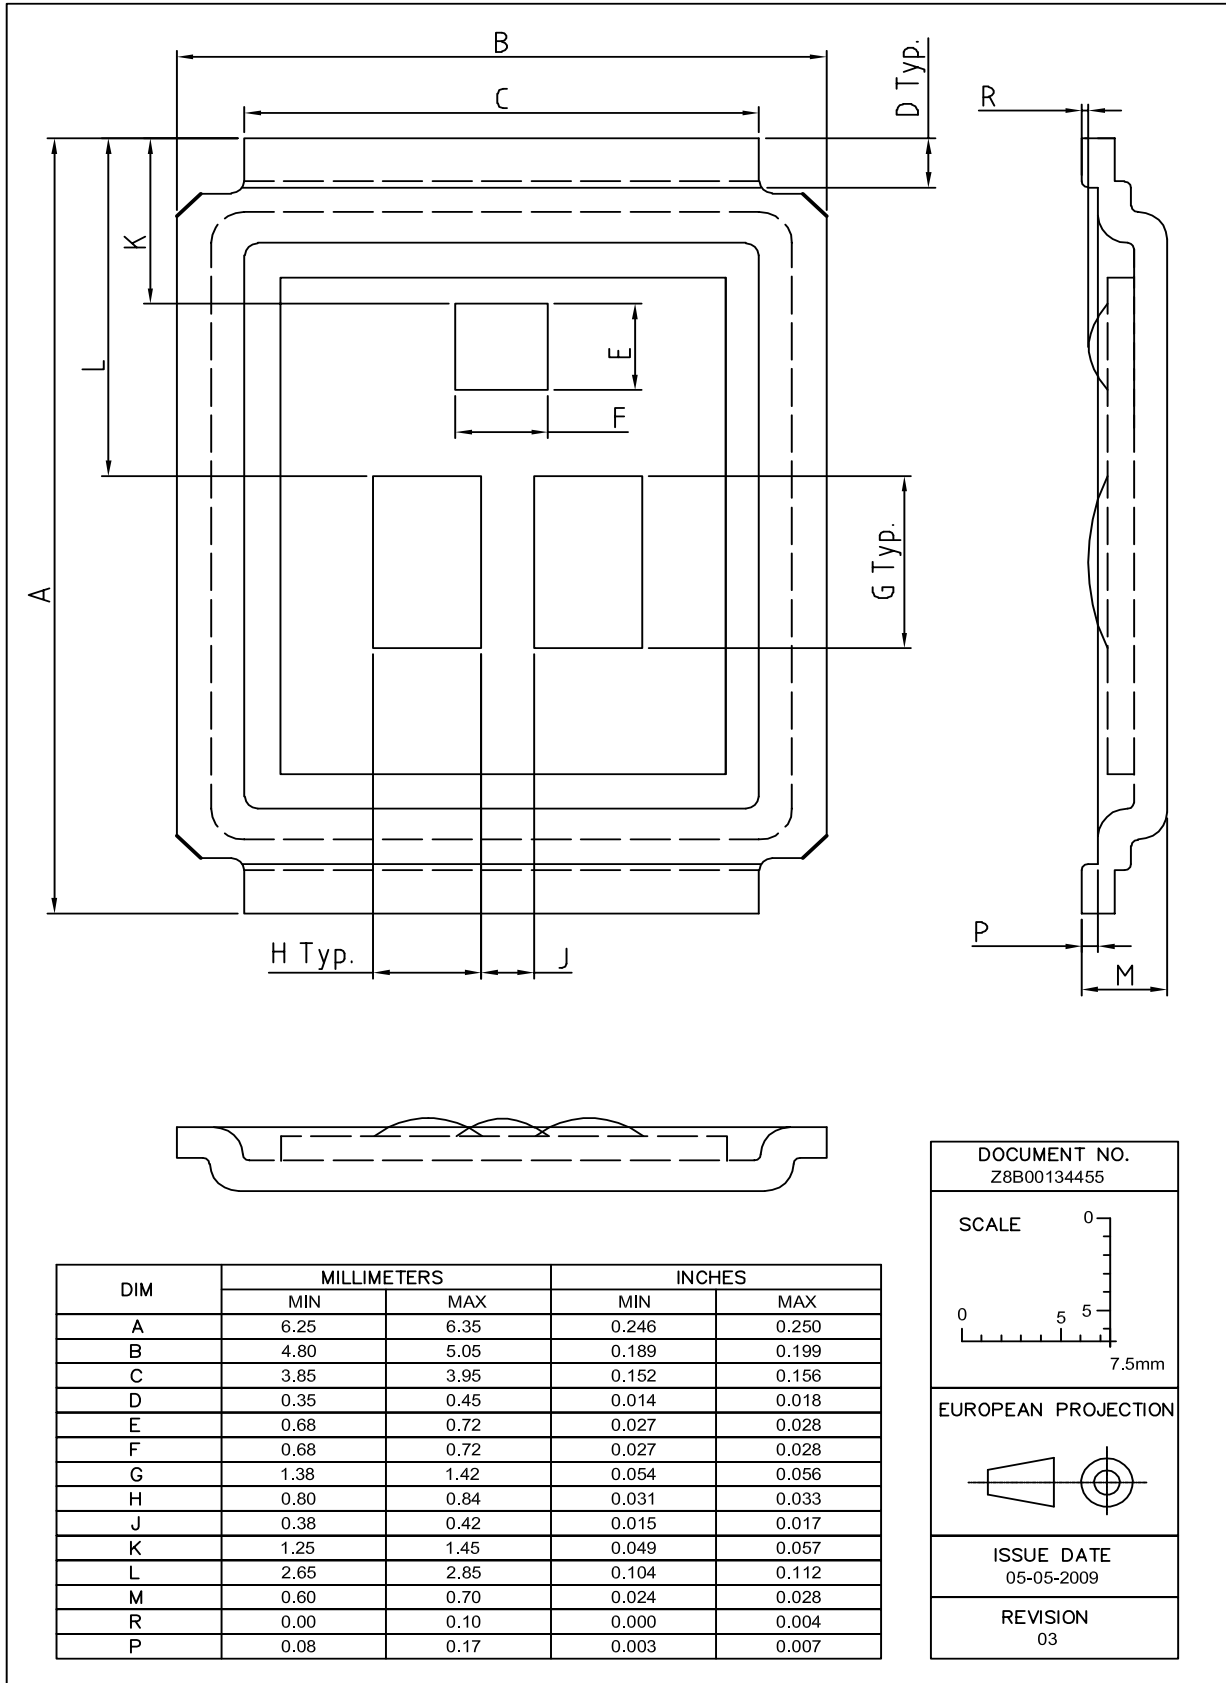 B
C
D Typ.
R
K
L
E
F
A
G Typ.
H Typ.
J
P
M
DOCUMENT NO.
Z8B00134455
SCALE
0
5
0
5
7.5mm
EUROPEAN PROJECTION
ISSUE DATE
05-05-2009
REVISION
03
DIM MILLIMETERS INCHES
MIN MAX MIN MAX
A 6.25 6.35 0.246 0.250
B 4.80 5.05 0.189 0.199
C 3.85 3.95 0.152 0.156
D 0.35 0.45 0.014 0.018
E 0.68 0.72 0.027 0.028
F 0.68 0.72 0.027 0.028
G 1.38 1.42 0.054 0.056
H 0.80 0.84 0.031 0.033
J 0.38 0.42 0.015 0.017
K 1.25 1.45 0.049 0.057
L 2.65 2.85 0.104 0.112
M 0.60 0.70 0.024 0.028
R 0.00 0.10 0.000 0.004
P 0.08 0.17 0.003 0.007